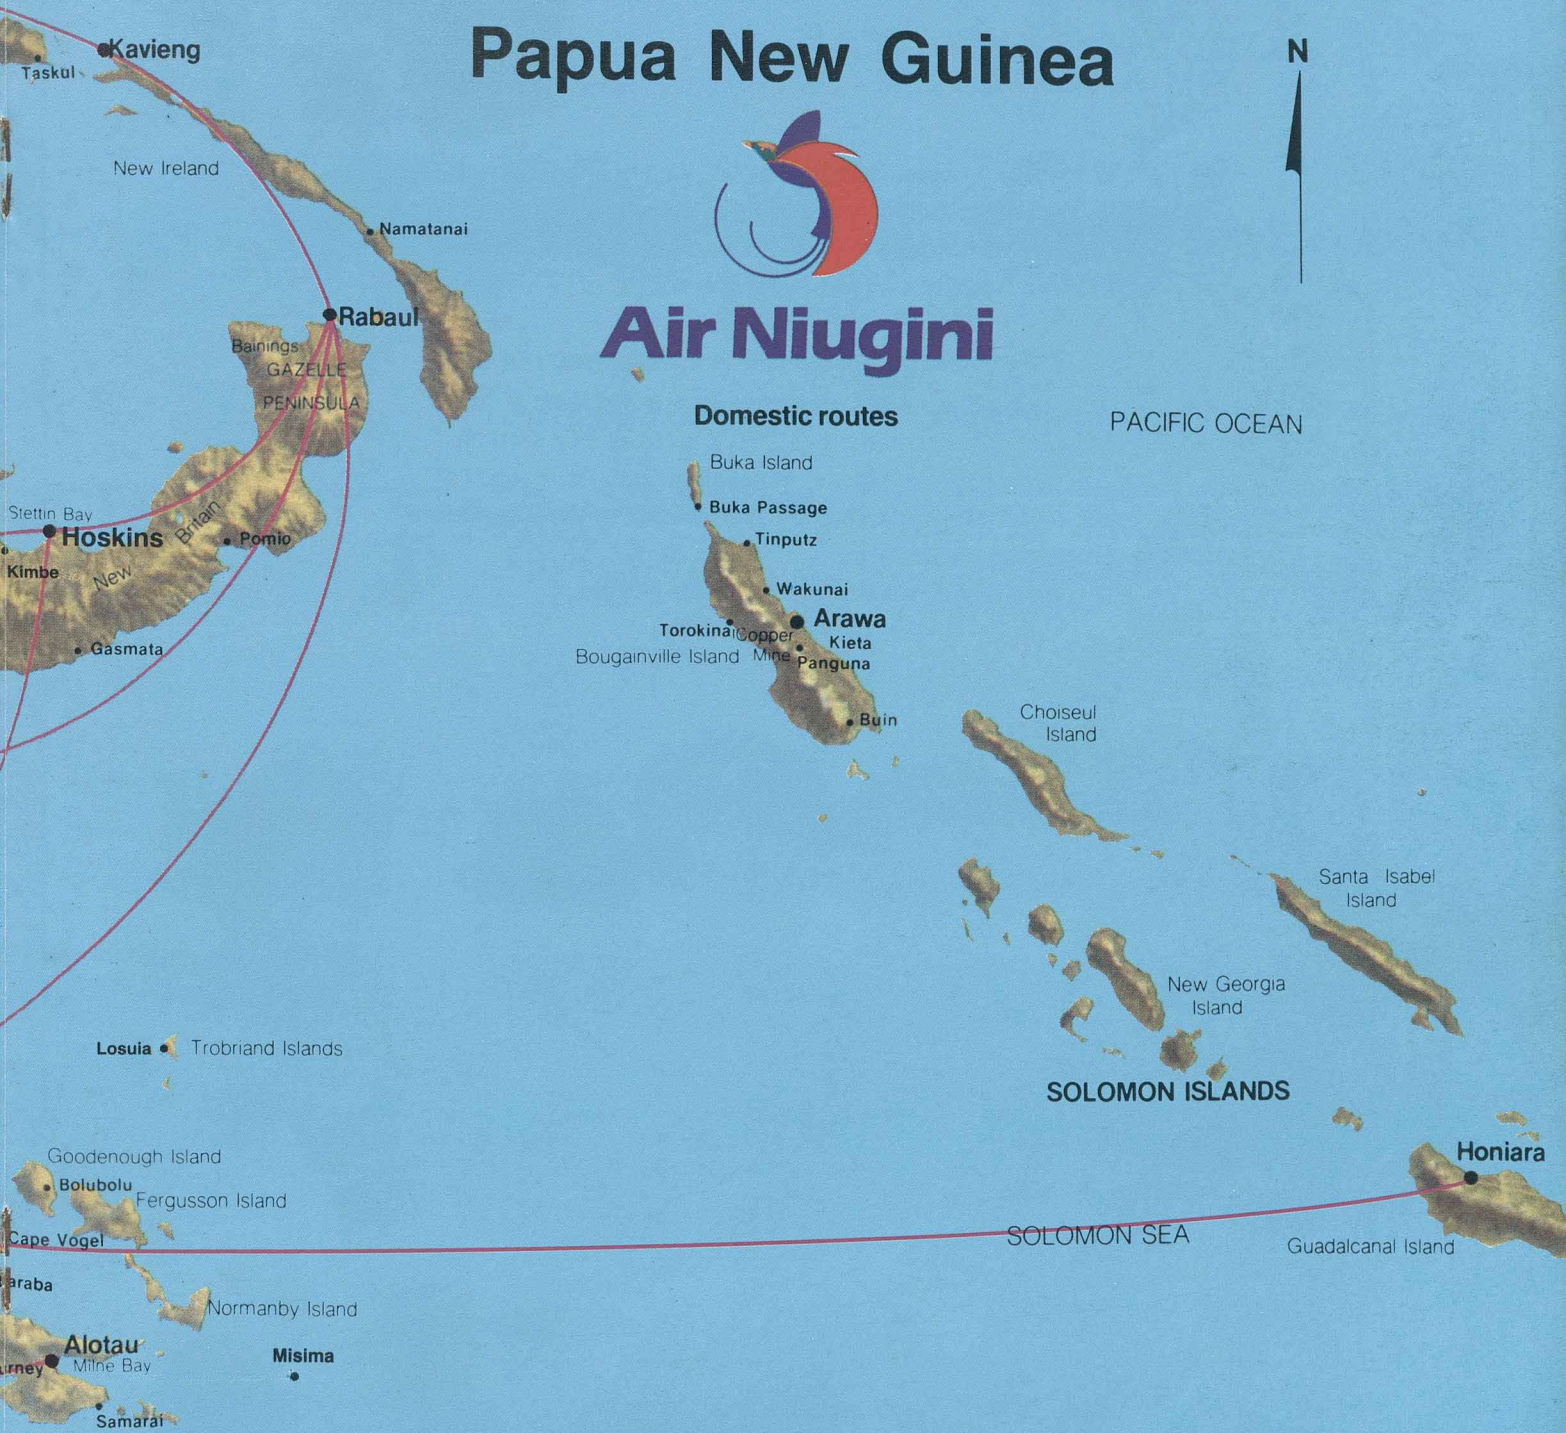 Papua New Guinea
N
Kavieng
Taskul
New Ireland
Namatanai
Rabaul
Air Niugini
Bainings
GAZELLE
PENINSULA
Domestic routes
PACIFIC OCEAN
Buka Island
Buka Passage
Stettin Bay
Hoskins
New Britain
Pomio
Tinputz
Kimbe
Wakunai
Arawa
Torokina
Copper
Mine
Kieta
Bougainville Island
Panguna
Gasmata
Buin
Choiseul
Island
Santa Isabel
Island
New Georgia
Island
Losuia
Trobriand Islands
SOLOMON ISLANDS
Goodenough Island
Honiara
Bolubolu
Fergusson Island
Cape Vogel
SOLOMON SEA
Guadalcanal Island
araba
Normanby Island
Alotau
urney
Milne Bay
Misima
Samarai